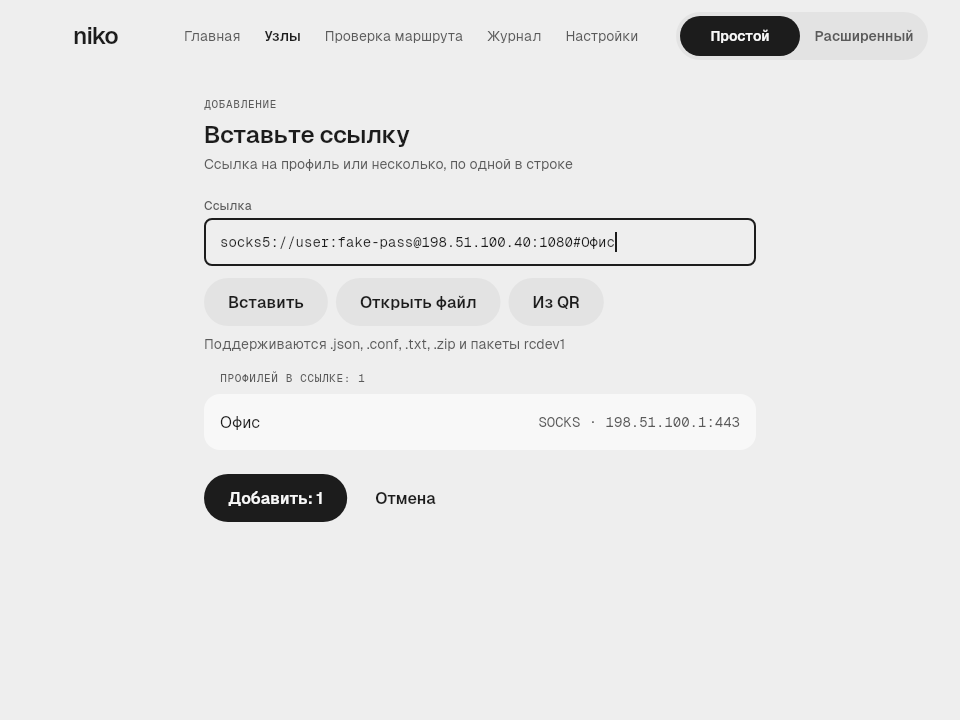 niko
Главная
Узлы
Проверка маршрута
Журнал
Настройки
Простой
Расширенный
ДОБАВЛЕНИЕ
Вставьте ссылку
Ссылка на профиль или несколько, по одной в строке
Ссылка
socks5://user:fake-pass@198.51.100.40:1080#Офис
Вставить
Открыть файл
Из QR
Поддерживаются .json, .conf, .txt, .zip и пакеты rcdev1
ПРОФИЛЕЙ В ССЫЛКЕ: 1
Офис
SOCKS · 198.51.100.1:443
Добавить: 1
Отмена